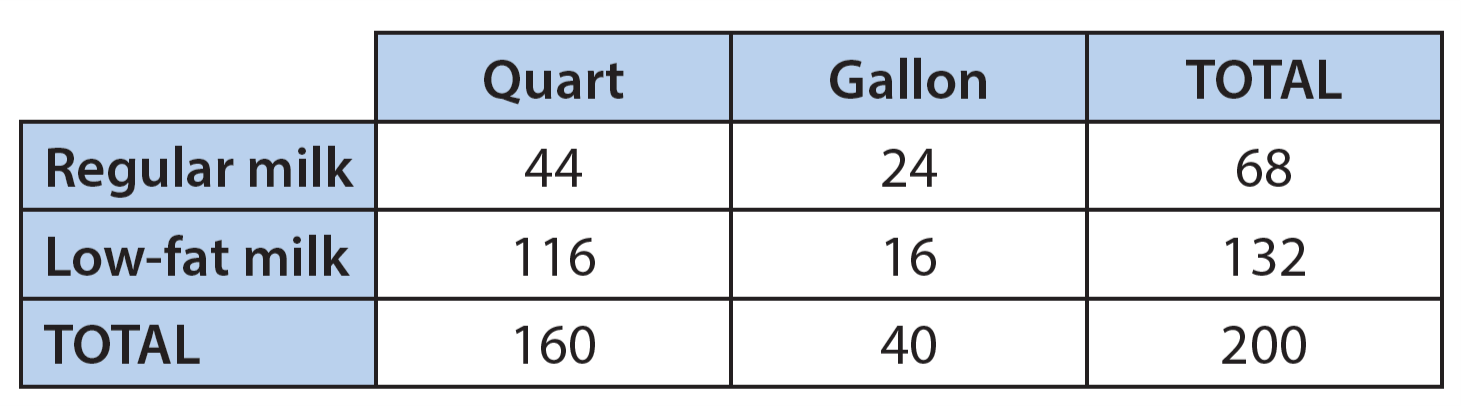 Quart Gallon TOTAL
Regular milk 44 24 68
Low-fat milk 116 16 132
TOTAL 160 40 200